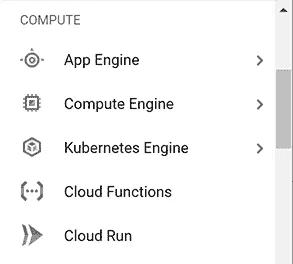 COMPUTE
App Engine
Compute Engine
Kubernetes Engine
Cloud Functions
Cloud Run